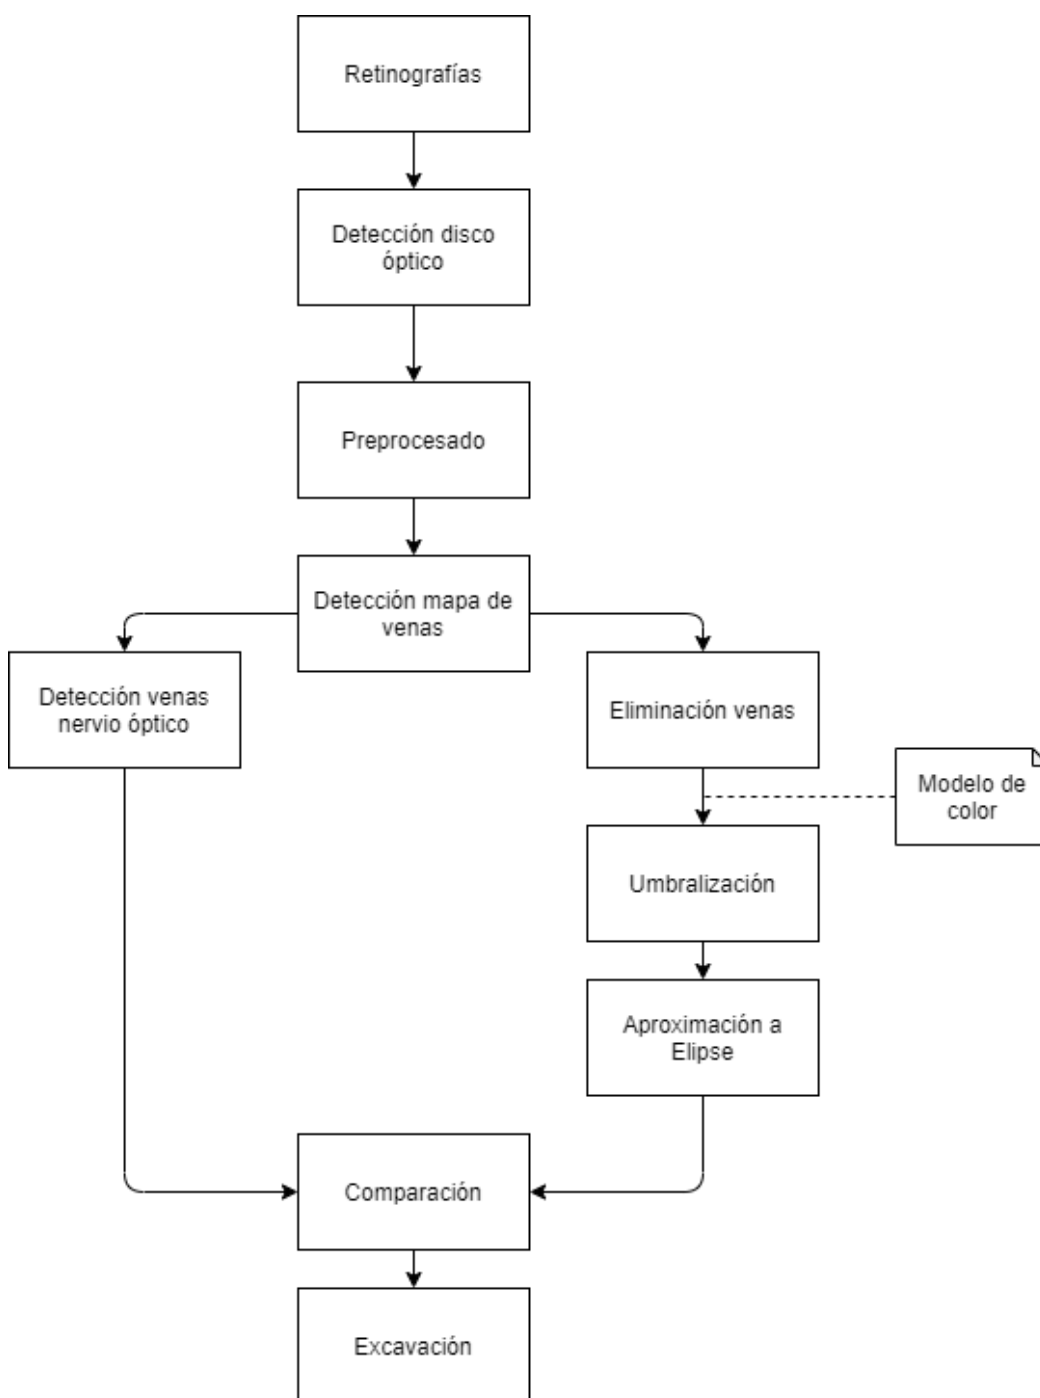 Retinografías
Detección disco
óptico
Preprocesado
Detección mapa de
venas
Detección venas
nervio óptico
Eliminación venas
Modelo de
color
Umbralización
Aproximación a
Elipse
Comparación
Excavación